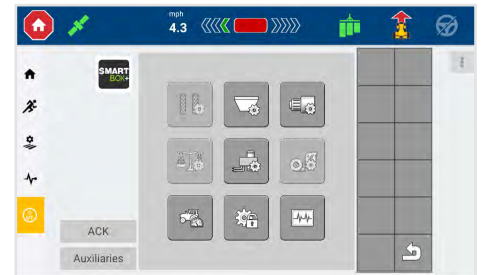 mph
4.3
SMART
BOX+
ACK
Auxiliaries